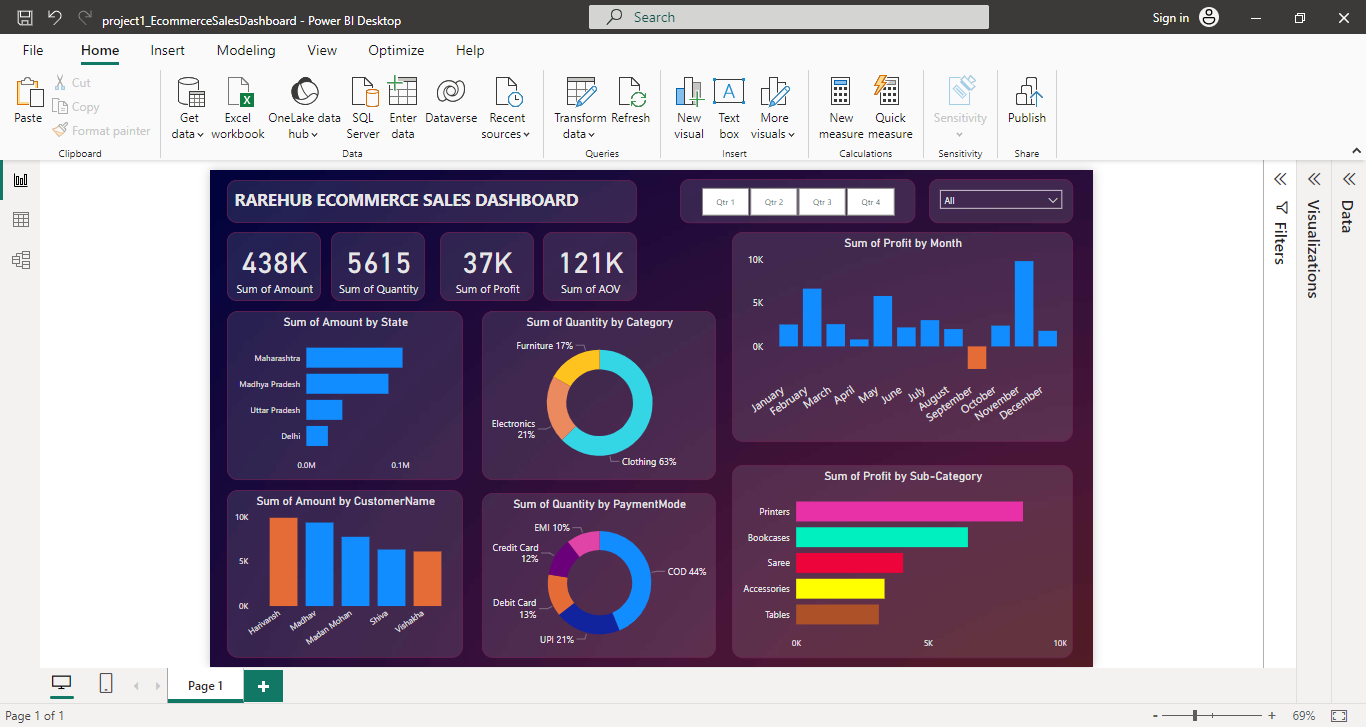 project1_EcommerceSalesDashboard - Power BI Desktop
Search
Sign in
File Home Insert Modeling View Optimize Help
Paste
Cut
Copy
Format painter
Clipboard
Get data
Excel workbook
OneLake data hub
SQL Server
Enter data
Dataverse
Recent sources
Data
Transform data
Refresh
Queries
New visual
Text box
More visuals
Insert
New measure
Quick measure
Calculations
Sensitivity
Sensitivity
Publish
Share
RAREHUB ECOMMERCE SALES DASHBOARD
Qtr 1 Qtr 2 Qtr 3 Qtr 4
All
438K
Sum of Amount
5615
Sum of Quantity
37K
Sum of Profit
121K
Sum of AOV
Sum of Profit by Month
10K
5K
0K
January February March April May June July August September October November December
Sum of Amount by State
Maharashtra
Madhya Pradesh
Uttar Pradesh
Delhi
0.0M 0.1M
Sum of Quantity by Category
Furniture 17%
Electronics
21%
Clothing 63%
Sum of Profit by Sub-Category
Printers
Bookcases
Saree
Accessories
Tables
0K 5K 10K
Sum of Amount by CustomerName
10K
5K
0K
Harivansh Madhav Madan Mohan Shiva Vishakha
Sum of Quantity by PaymentMode
EMI 10%
Credit Card
12%
COD 44%
Debit Card
13%
UPI 21%
Filters
Visualizations
Data
Page 1
Page 1 of 1
69%